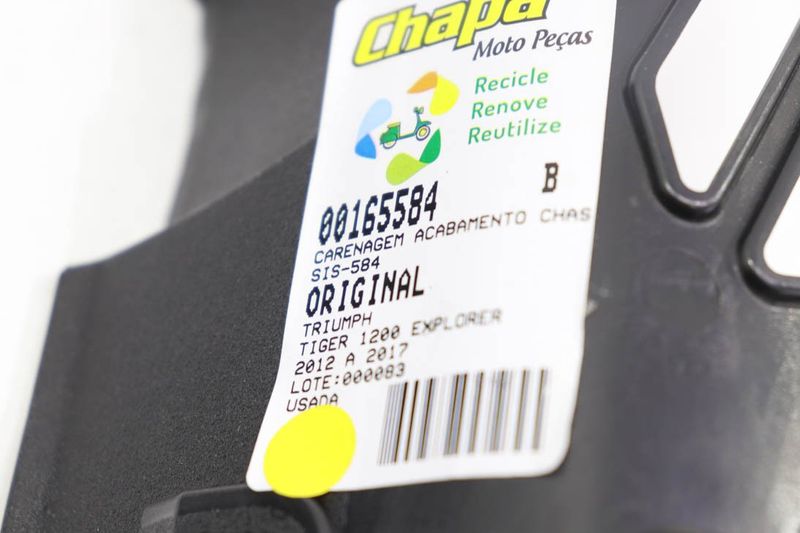 Chapa
Moto Peças
Recicle
Renove
Reutilize
B
00165584
CARENAGEM ACABAMENTO CHAS
SIS-584
ORIGINAL
TRIUMPH
TIGER 1200 EXPLORER
2012 A 2017
LOTE:000083
USADA